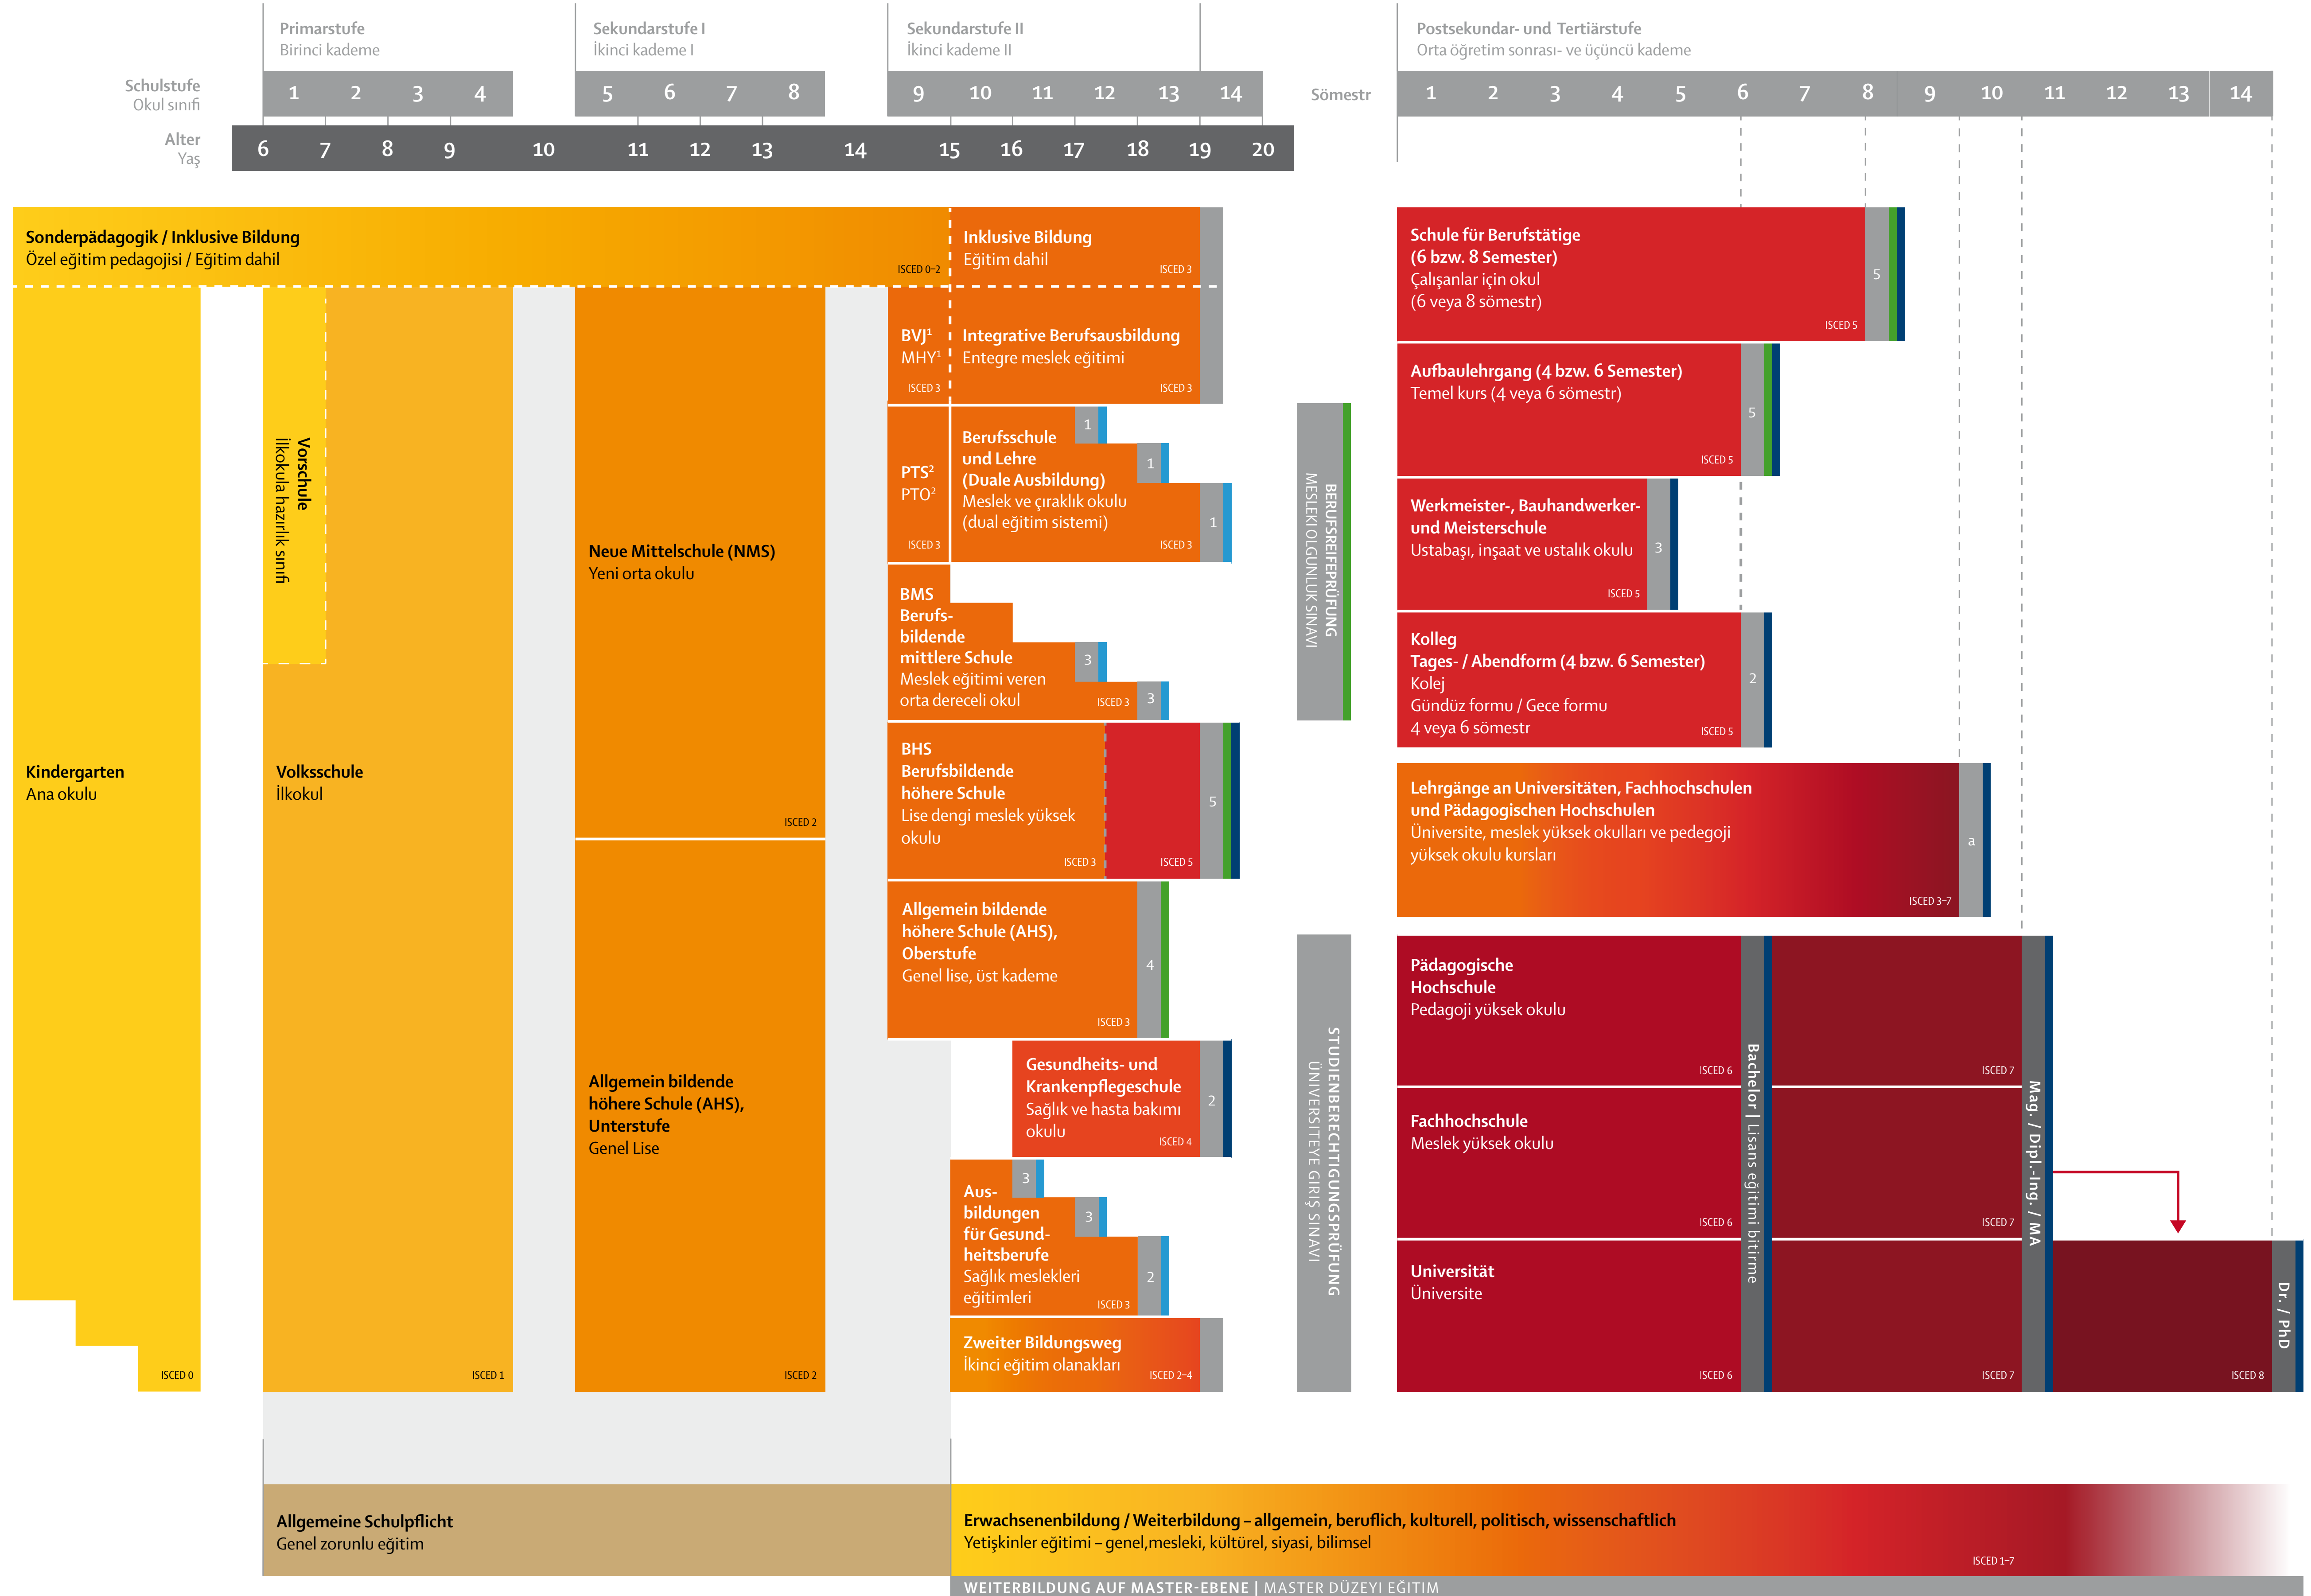 Primarstufe
Birinci kademe
Sekundarstufe I
İkinci kademe I
Sekundarstufe II
İkinci kademe II
Postsekundar- und Tertiärstufe
Orta öğretim sonrası- ve üçüncü kademe
Schulstufe
Okul sınıfı
1 2 3 4 5 6 7 8 9 10 11 12 13 14
Sömestr
1 2 3 4 5 6 7 8 9 10 11 12 13 14
Alter
Yaş
6 7 8 9 10 11 12 13 14 15 16 17 18 19 20
Sonderpädagogik / Inklusive Bildung
Özel eğitim pedagojisi / Eğitim dahil
ISCED 0–2
Inklusive Bildung
Eğitim dahil
ISCED 3
Kindergarten
Ana okulu
ISCED 0
Vorschule
İlkokula hazırlık sınıfı
Volksschule
İlkokul
ISCED 1
Neue Mittelschule (NMS)
Yeni orta okulu
ISCED 2
Allgemein bildende
höhere Schule (AHS),
Unterstufe
Genel Lise
ISCED 2
BVJ¹
MHY¹
ISCED 3
Integrative Berufsausbildung
Entegre meslek eğitimi
ISCED 3
PTS²
PTO²
ISCED 3
Berufsschule
und Lehre
(Duale Ausbildung)
Meslek ve çıraklık okulu
(dual eğitim sistemi)
ISCED 3
1
1
1
BMS
Berufs-
bildende
mittlere Schule
Meslek eğitimi veren
orta dereceli okul
ISCED 3
3
3
BHS
Berufsbildende
höhere Schule
Lise dengi meslek yüksek
okulu
ISCED 3
ISCED 5
5
Allgemein bildende
höhere Schule (AHS),
Oberstufe
Genel lise, üst kademe
ISCED 3
4
Gesundheits- und
Krankenpflegeschule
Sağlık ve hasta bakımı
okulu
ISCED 4
2
Aus-
bildungen
für Gesund-
heitsberufe
Sağlık meslekleri
eğitimleri
ISCED 3
3
3
2
Zweiter Bildungsweg
İkinci eğitim olanakları
ISCED 2–4
BERUFSREIFEPRÜFUNG
MESLEKI OLGUNLUK SINAVI
STUDIENBERECHTIGUNGSPRÜFUNG
ÜNIVERSITEYE GIRIŞ SINAVI
Schule für Berufstätige
(6 bzw. 8 Semester)
Çalışanlar için okul
(6 veya 8 sömestr)
ISCED 5
5
Aufbaulehrgang (4 bzw. 6 Semester)
Temel kurs (4 veya 6 sömestr)
ISCED 5
5
Werkmeister-, Bauhandwerker-
und Meisterschule
Ustabaşı, inşaat ve ustalık okulu
ISCED 5
3
Kolleg
Tages- / Abendform (4 bzw. 6 Semester)
Kolej
Gündüz formu / Gece formu
4 veya 6 sömestr
ISCED 5
2
Lehrgänge an Universitäten, Fachhochschulen
und Pädagogischen Hochschulen
Üniversite, meslek yüksek okulları ve pedegoji
yüksek okulu kursları
ISCED 3–7
a
Pädagogische
Hochschule
Pedagoji yüksek okulu
ISCED 6
ISCED 7
Fachhochschule
Meslek yüksek okulu
ISCED 6
ISCED 7
Universität
Üniversite
ISCED 6
ISCED 7
ISCED 8
Bachelor | Lisans eğitimi bitirme
Mag. / Dipl.-Ing. / MA
Dr. / PhD
Allgemeine Schulpflicht
Genel zorunlu eğitim
Erwachsenenbildung / Weiterbildung – allgemein, beruflich, kulturell, politisch, wissenschaftlich
Yetişkinler eğitimi – genel,mesleki, kültürel, siyasi, bilimsel
ISCED 1–7
WEITERBILDUNG AUF MASTER-EBENE | MASTER DÜZEYI EĞITIM